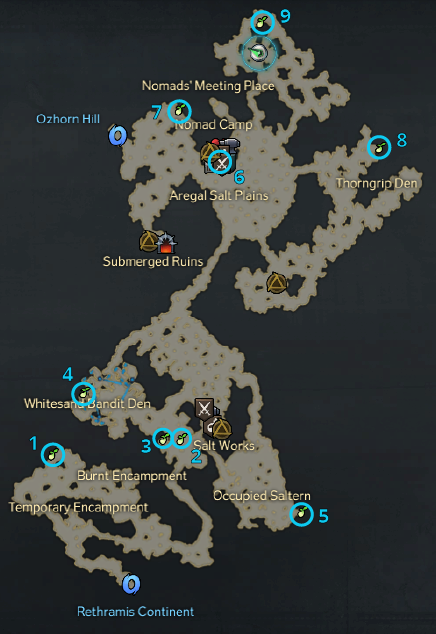 9
Nomads' Meeting Place
7
Ozhorn Hill
Nomad Camp
8
6
Thorngrip Den
Aregal Salt Plains
Submerged Ruins
4
Whitesand Bandit Den
3
2
Salt Works
1
Burnt Encampment
Occupied Saltern
Temporary Encampment
5
Rethramis Continent